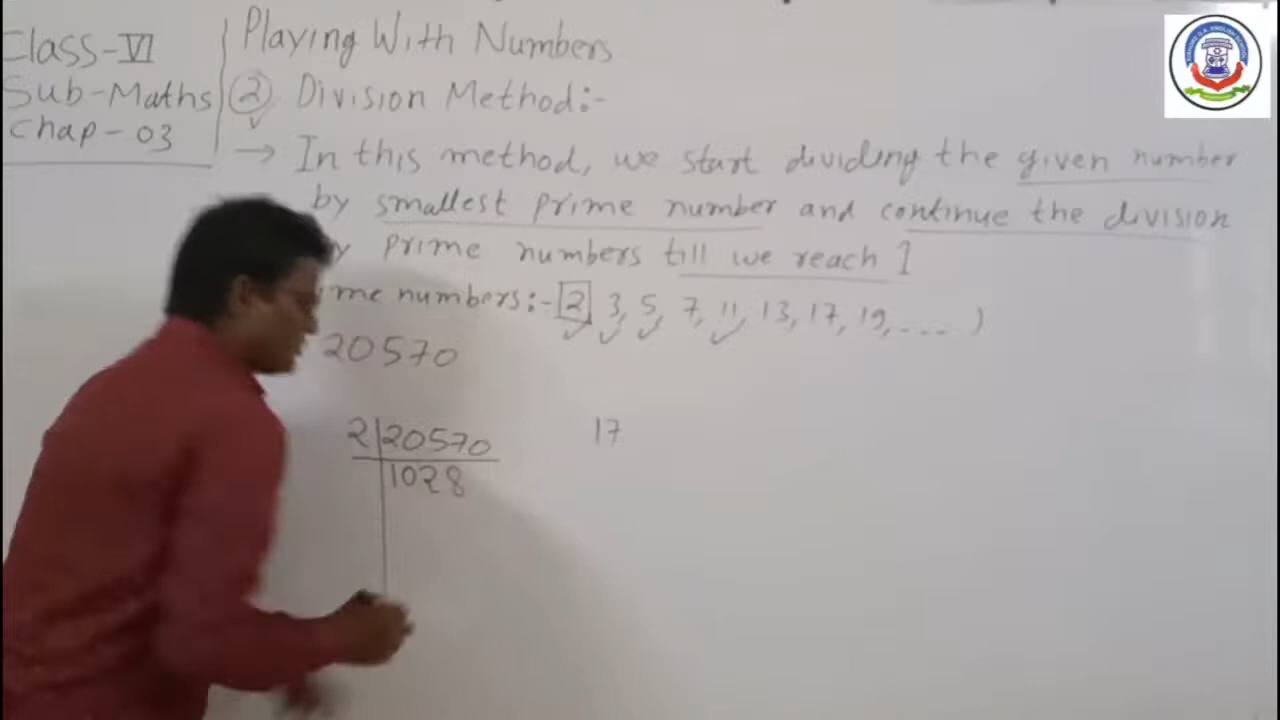 Class-VI
Sub-Maths
Chap-03
Playing With Numbers
② Division Method:-
→ In this method, we start dividing the given number
by smallest prime number and continue the division
prime numbers till we reach 1
numbers:- 2, 3, 5, 7, 11, 13, 17, 19, .... )
20570
2 | 20570
1028
17